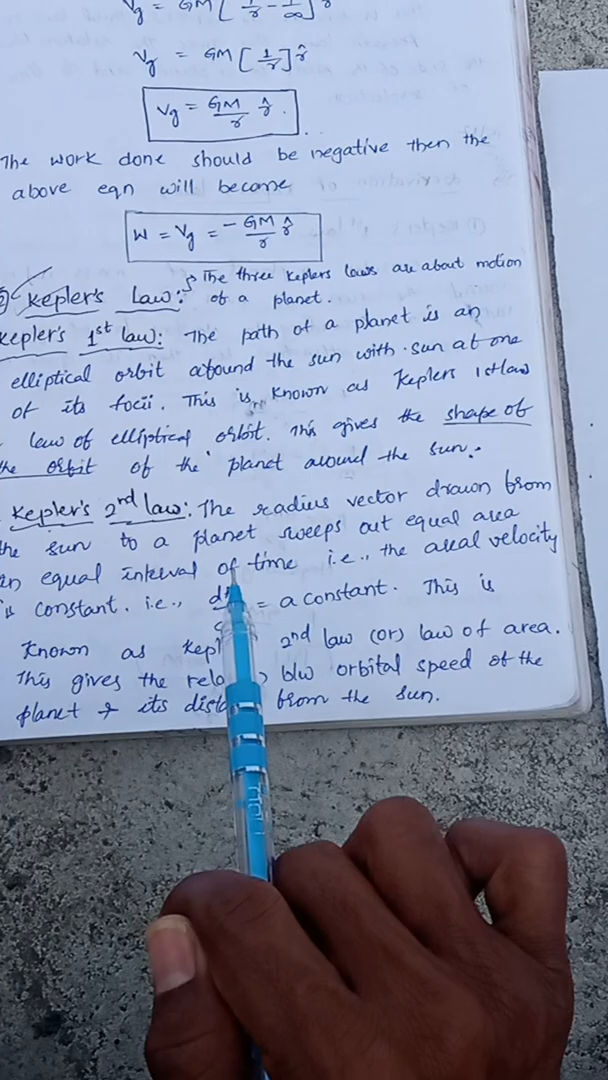 Vg = GM [ 1/r - 1/∞ ] r̂
Vg = GM [ 1/r ] r̂
Vg = GM/r r̂.
The work done should be negative then the
above eqn will become
W = Vg = -GM/r r̂
Kepler's Law: The three Keplers laws are about motion
of a planet.
Kepler's 1st law: The path of a planet is an
elliptical orbit around the sun with sun at one
of its focii. This is known as Keplers 1st law
law of elliptical orbit. This gives the shape of
the orbit of the planet around the sun.
Kepler's 2nd law: The radius vector drawn from
the sun to a planet sweeps out equal area
in equal interval of time i.e., the areal velocity
is constant. i.e., = a constant. This is
Known as 2nd law (or) law of area.
This gives the b/w orbital speed of the
planet & its from the sun.